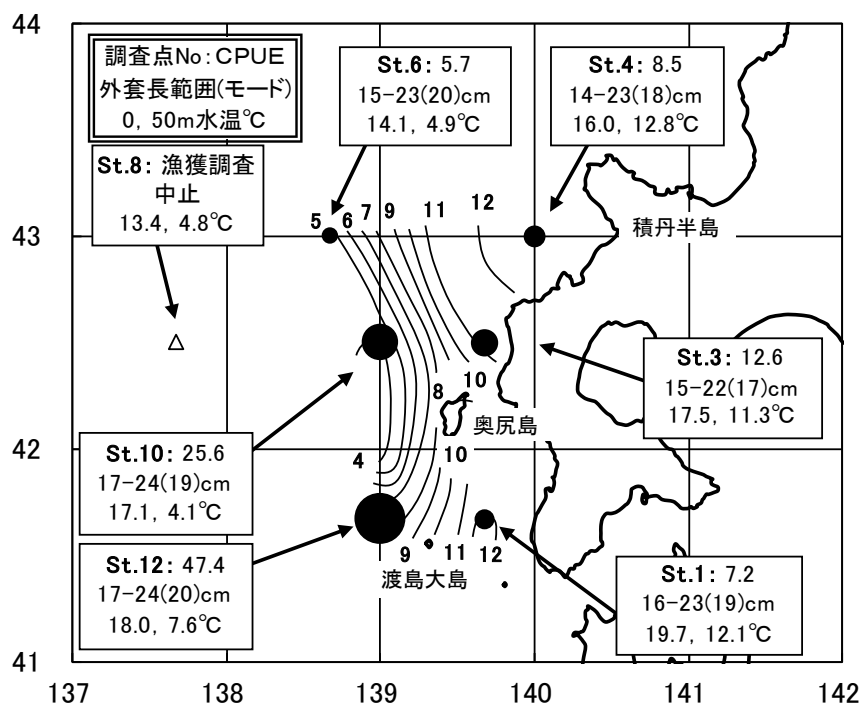 44
調査点No:CPUE
外套長範囲(モード)
0, 50m水温℃
St.6: 5.7
15-23(20)cm
14.1, 4.9℃
St.4: 8.5
14-23(18)cm
16.0, 12.8℃
St.8: 漁獲調査
中止
13.4, 4.8℃
5
6
7
9
11
12
43
積丹半島
St.3: 12.6
15-22(17)cm
17.5, 11.3℃
8
10
奥尻島
St.10: 25.6
17-24(19)cm
17.1, 4.1℃
42
4
10
St.12: 47.4
17-24(20)cm
18.0, 7.6℃
9
11
12
渡島大島
St.1: 7.2
16-23(19)cm
19.7, 12.1℃
41
137
138
139
140
141
142